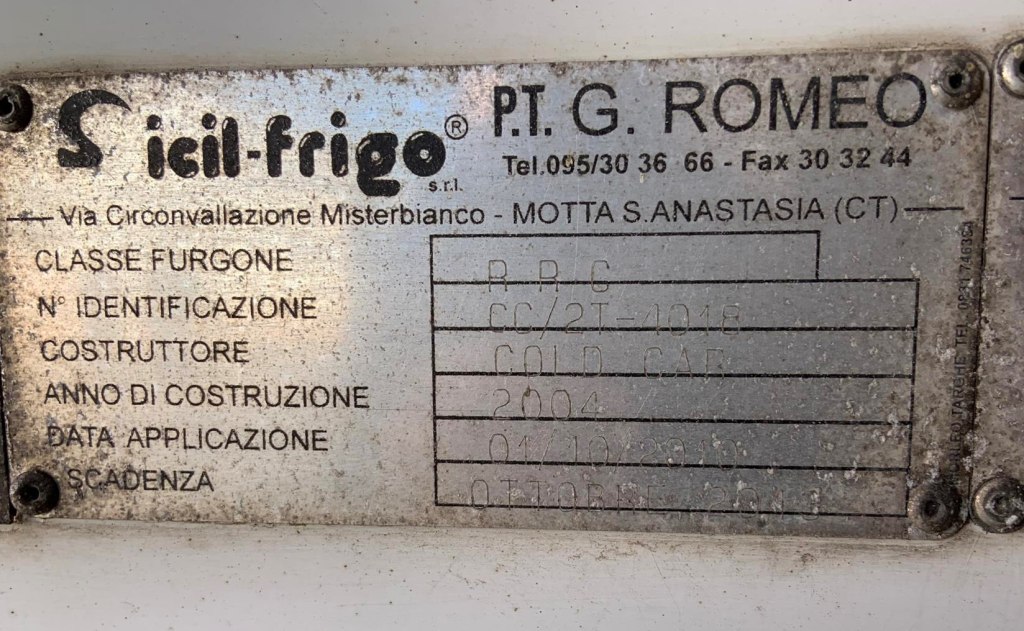 Sicil-frigo® s.r.l. P.T. G. ROMEO
Tel.095/30 36 66 - Fax 30 32 44
Via Circonvallazione Misterbianco - MOTTA S.ANASTASIA (CT)
CLASSE FURGONE RRC
N° IDENTIFICAZIONE CC/2T-4018
COSTRUTTORE COLD CAR
ANNO DI COSTRUZIONE 2004
DATA APPLICAZIONE 01/10/2010
SCADENZA OTTOBRE 2013